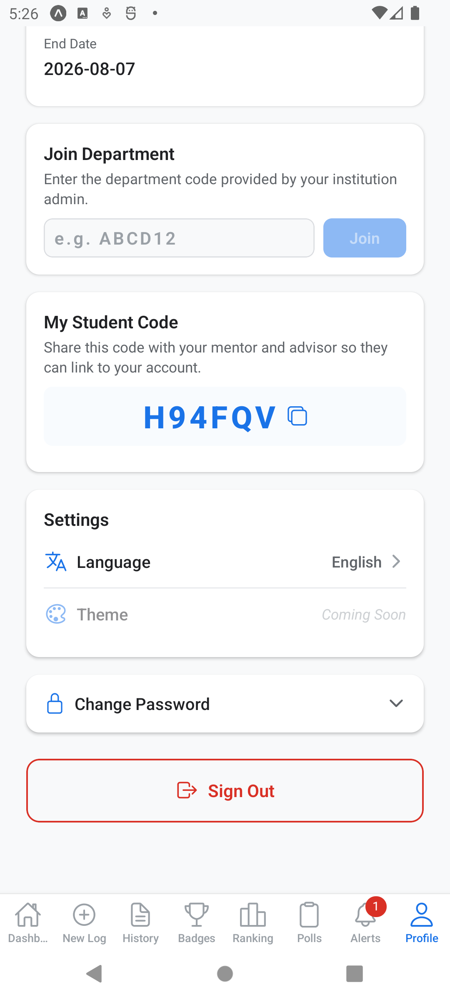 5:26
End Date
2026-08-07
Join Department
Enter the department code provided by your institution
admin.
e.g. ABCD12
Join
My Student Code
Share this code with your mentor and advisor so they
can link to your account.
H94FQV
Settings
Language
English
Theme
Coming Soon
Change Password
Sign Out
1
Dashb...
New Log
History
Badges
Ranking
Polls
Alerts
Profile